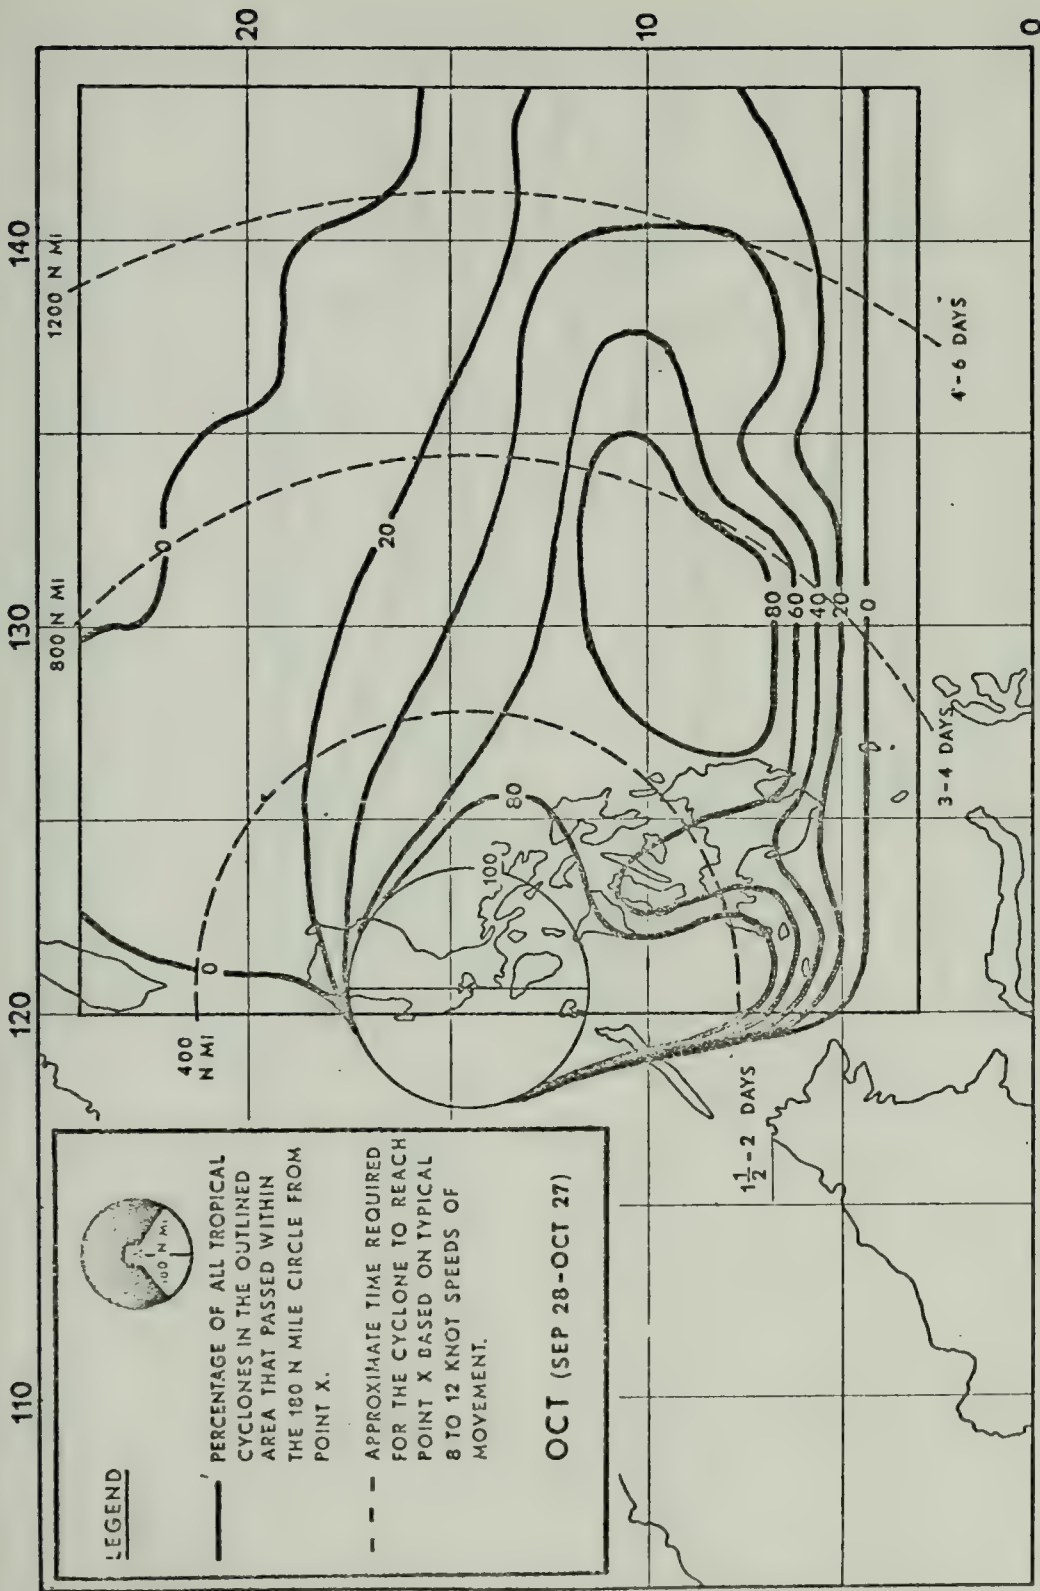 LEGEND
180 N MI
PERCENTAGE OF ALL TROPICAL
CYCLONES IN THE OUTLINED
AREA THAT PASSED WITHIN
THE 180 N MILE CIRCLE FROM
POINT X.
APPROXIMATE TIME REQUIRED
FOR THE CYCLONE TO REACH
POINT X BASED ON TYPICAL
8 TO 12 KNOT SPEEDS OF
MOVEMENT.
OCT (SEP 28-OCT 27)
110
120
130
140
20
10
0
400
N MI
800 N MI
1200 N MI
1½-2 DAYS
3-4 DAYS
4-6 DAYS
0
0
20
80
100
80
60
40
20
0